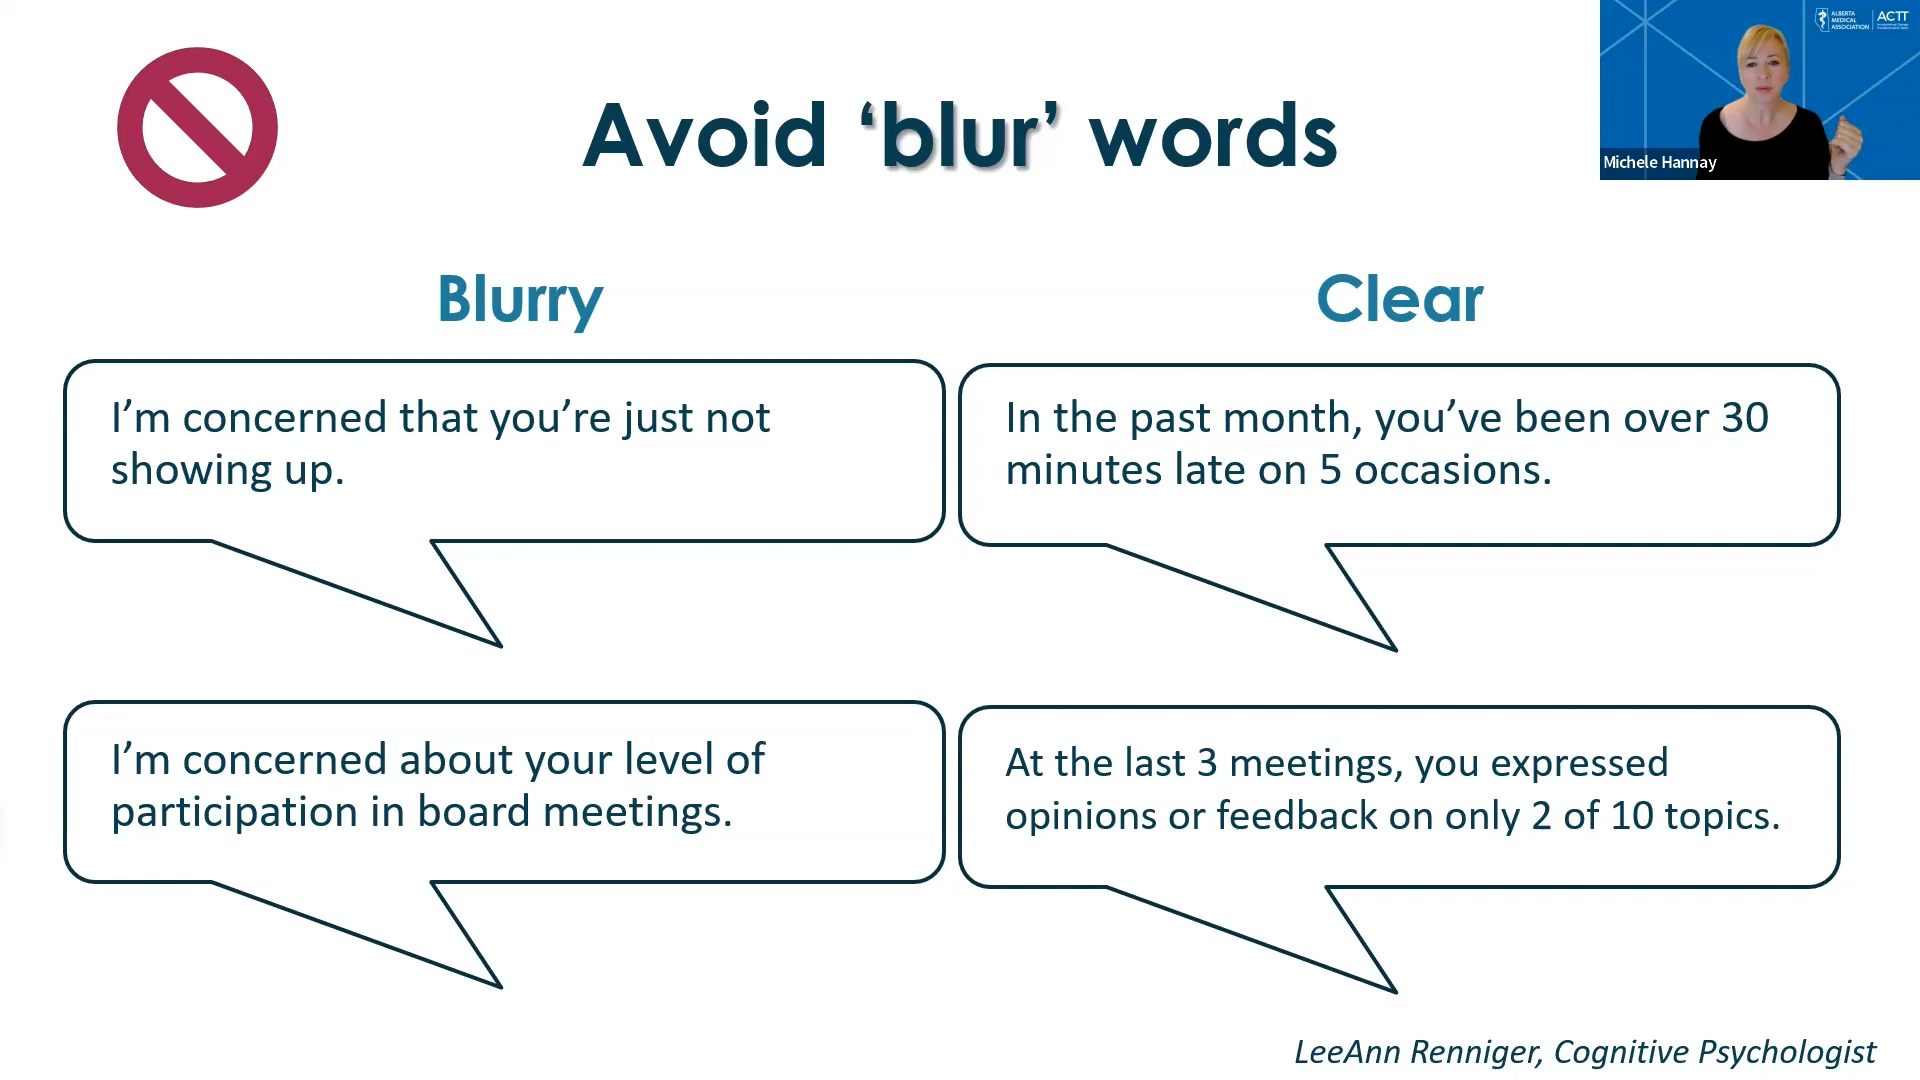 Avoid ‘blur’ words
ALBERTA
MEDICAL
ASSOCIATION
ACTT
Michele Hannay
Blurry
Clear
I’m concerned that you’re just not
showing up.
In the past month, you’ve been over 30
minutes late on 5 occasions.
I’m concerned about your level of
participation in board meetings.
At the last 3 meetings, you expressed
opinions or feedback on only 2 of 10 topics.
LeeAnn Renniger, Cognitive Psychologist